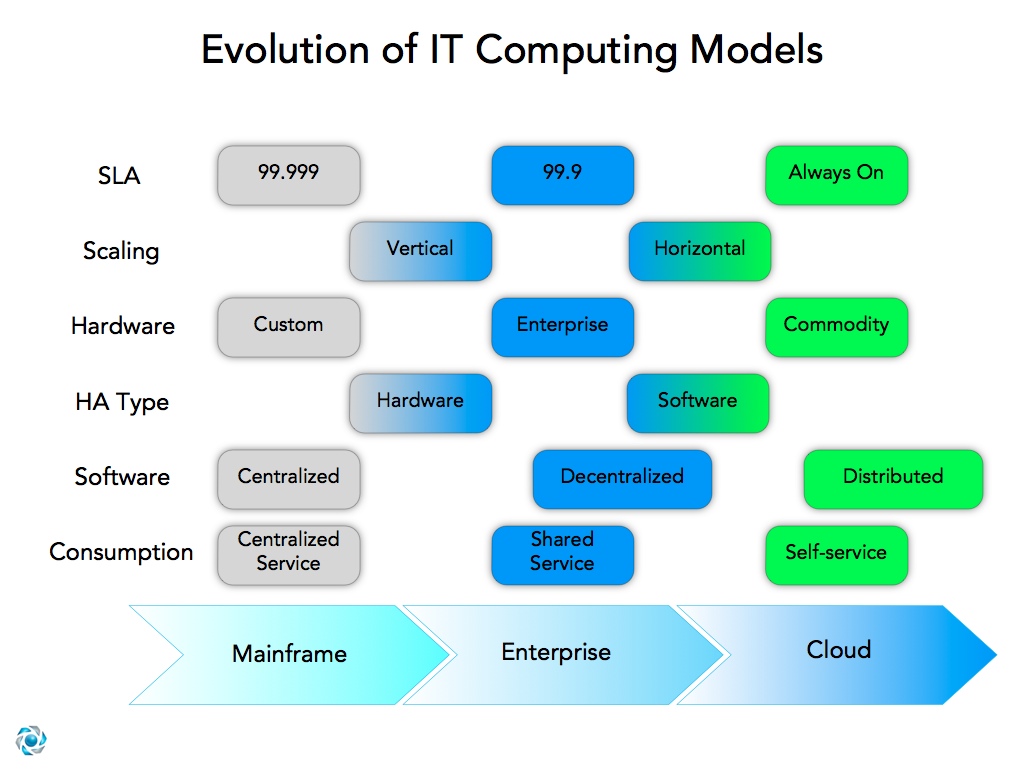 Evolution of IT Computing Models
SLA
99.999
99.9
Always On
Scaling
Vertical
Horizontal
Hardware
Custom
Enterprise
Commodity
HA Type
Hardware
Software
Software
Centralized
Decentralized
Distributed
Consumption
Centralized
Service
Shared
Service
Self-service
Mainframe
Enterprise
Cloud